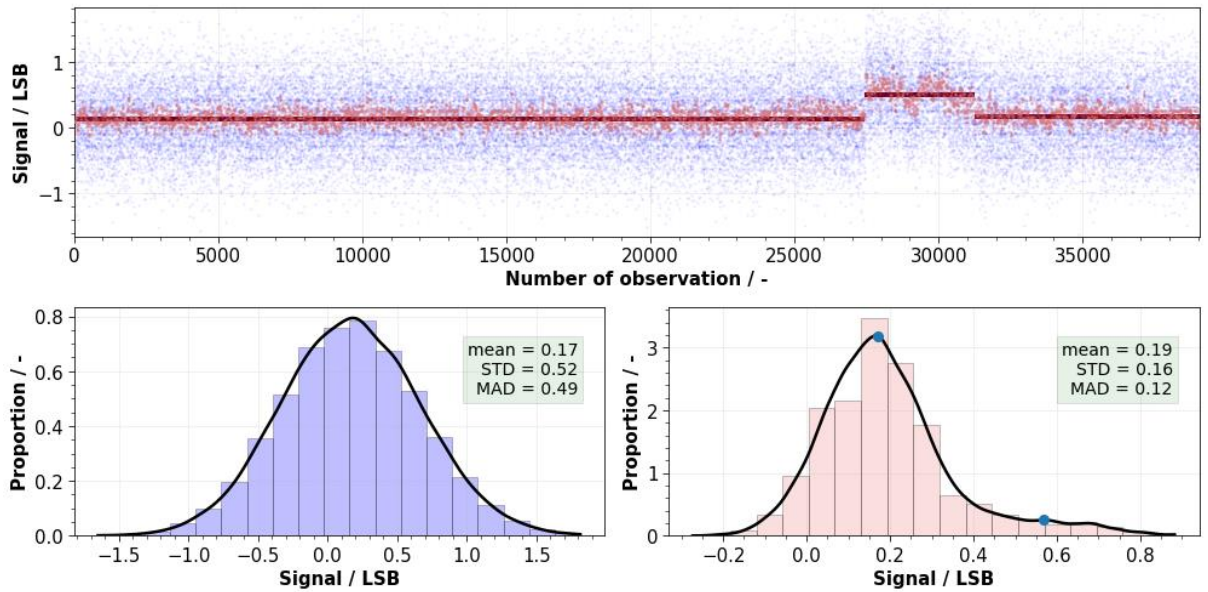 Signal / LSB
1
0
−1
0 5000 10000 15000 20000 25000 30000 35000
Number of observation / -
Proportion / -
0.8
0.6
0.4
0.2
0.0
mean = 0.17
STD = 0.52
MAD = 0.49
−1.5 −1.0 −0.5 0.0 0.5 1.0 1.5
Signal / LSB
Proportion / -
3
2
1
0
mean = 0.19
STD = 0.16
MAD = 0.12
−0.2 0.0 0.2 0.4 0.6 0.8
Signal / LSB